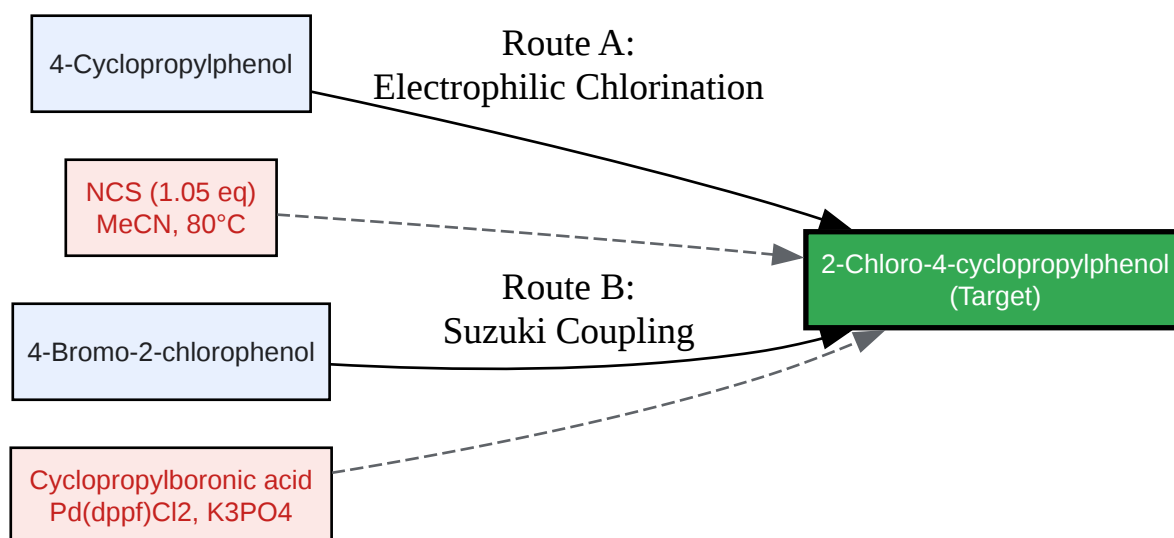 4-Cyclopropylphenol
Route A:
Electrophilic Chlorination
NCS (1.05 eq)
MeCN, 80°C
2-Chloro-4-cyclopropylphenol
(Target)
Route B:
Suzuki Coupling
4-Bromo-2-chlorophenol
Cyclopropylboronic acid
Pd(dppf)Cl2, K3PO4